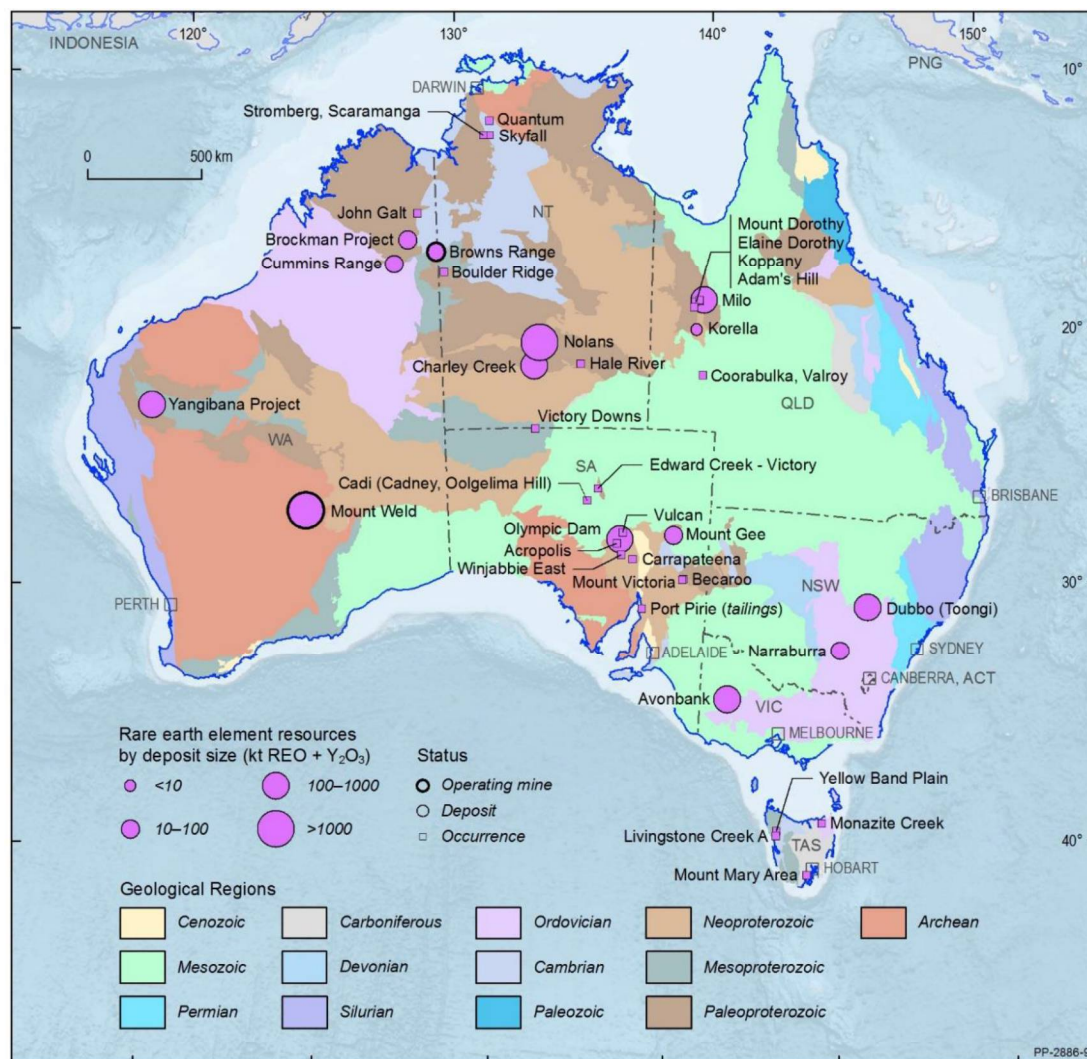 120°
130°
140°
150°
INDONESIA
PNG
10°
DARWIN
Stromberg, Scaramanga
Quantum
Skyfall
0
500 km
NT
John Galt
Brockman Project
Cummins Range
Browns Range
Boulder Ridge
Mount Dorothy
Elaine Dorothy
Koppany
Adam's Hill
Milo
Korella
20°
Nolans
Charley Creek
Hale River
Coorabulka, Valroy
QLD
Yangibana Project
WA
Victory Downs
SA
Edward Creek - Victory
Cadi (Cadney, Oolgelima Hill)
BRISBANE
Mount Weld
Vulcan
Olympic Dam
Mount Gee
Acropolis
Winjabbie East
Carrapateena
Mount Victoria
Becaroo
30°
PERTH
NSW
Port Pirie (tailings)
Dubbo (Toongi)
ADELAIDE
Narraburra
SYDNEY
CANBERRA, ACT
Avonbank
VIC
MELBOURNE
Rare earth element resources
by deposit size (kt REO + Y₂O₃)
<10
100–1000
10–100
>1000
Status
Operating mine
Deposit
Occurrence
Yellow Band Plain
Livingstone Creek A
Monazite Creek
TAS
40°
Mount Mary Area
HOBART
Geological Regions
Cenozoic
Carboniferous
Ordovician
Neoproterozoic
Archean
Mesozoic
Devonian
Cambrian
Mesoproterozoic
Permian
Silurian
Paleozoic
Paleoproterozoic